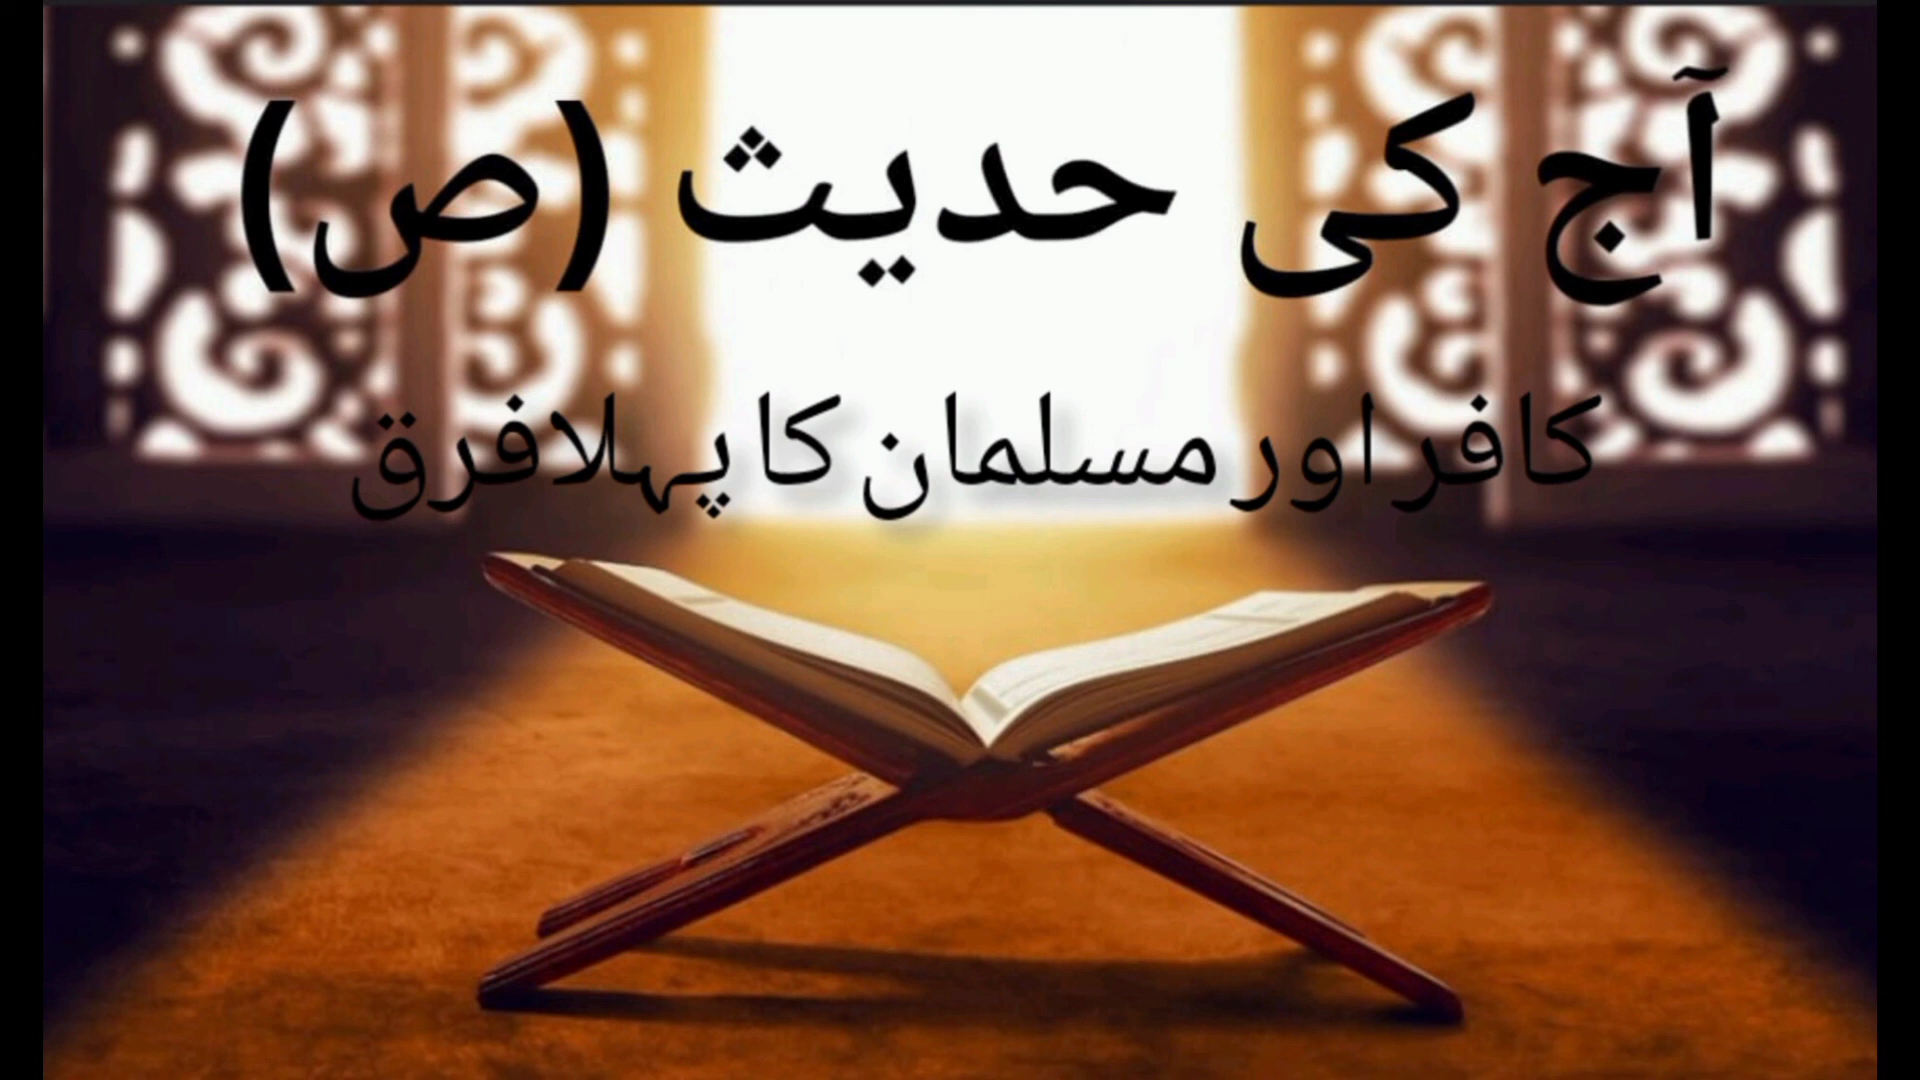 آج کی حدیث (ص)
کافر اور مسلمان کا پہلا فرق